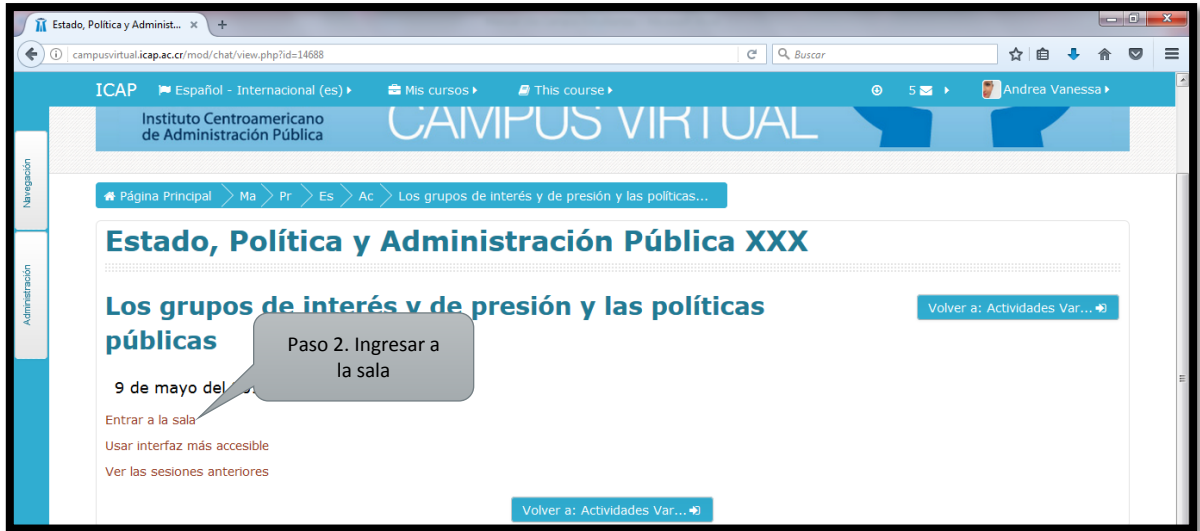 Estado, Política y Administ... × +
campusvirtual.icap.ac.cr/mod/chat/view.php?id=14688
Buscar
ICAP Español - Internacional (es) Mis cursos This course 5 Andrea Vanessa
Instituto Centroamericano
de Administración Pública
CAMPUS VIRTUAL
Navegación
Administración
Página Principal Ma Pr Es Ac Los grupos de interés y de presión y las políticas...
Estado, Política y Administración Pública XXX
Los grupos de interés y de presión y las políticas
públicas
Volver a: Actividades Var...
Paso 2. Ingresar a
la sala
9 de mayo del
Entrar a la sala
Usar interfaz más accesible
Ver las sesiones anteriores
Volver a: Actividades Var...